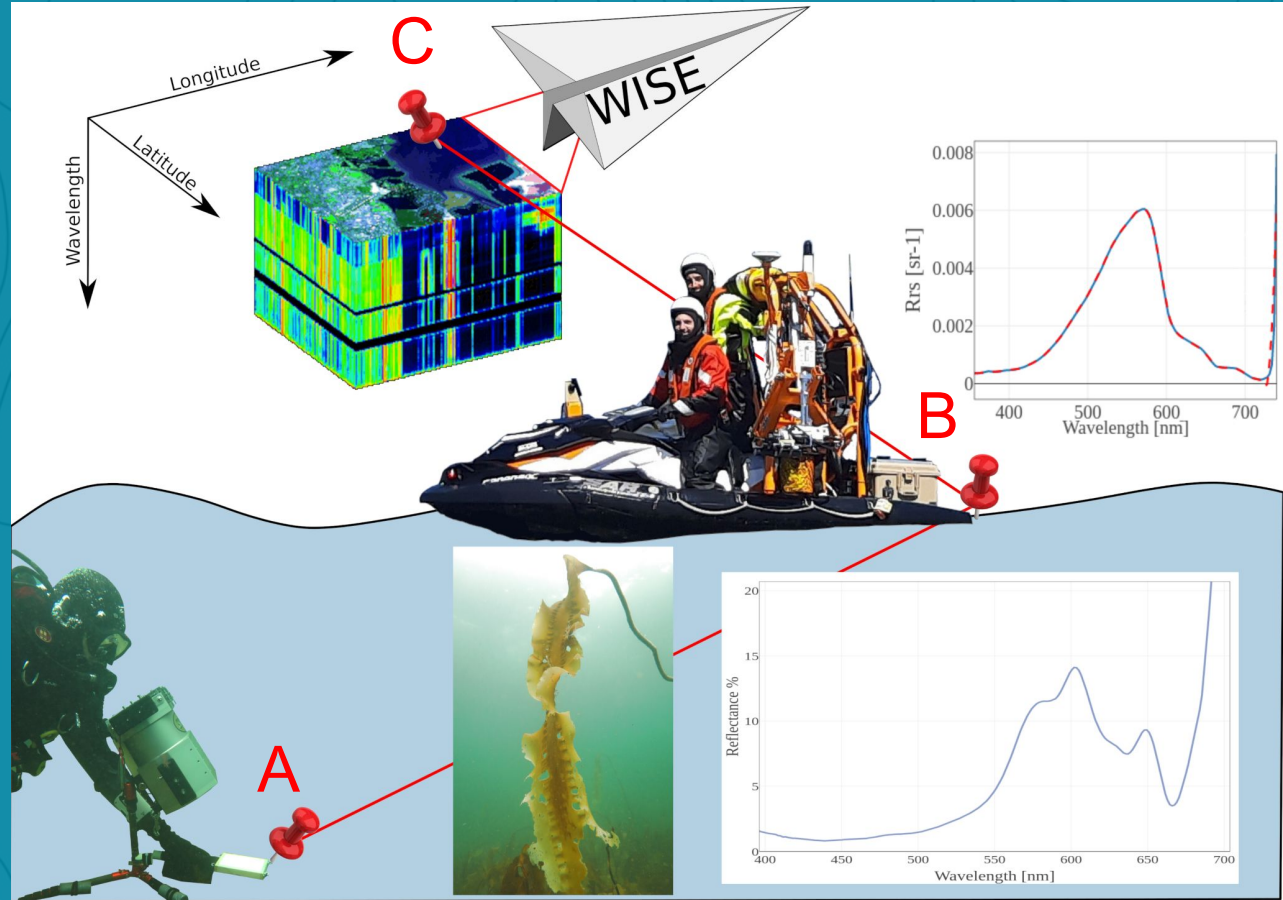 C
Longitude
Latitude
Wavelength
WISE
0.008
0.006
0.004
0.002
0
Rrs [sr-1]
400 500 600 700
Wavelength [nm]
B
A
20
15
10
5
0
Reflectance %
400 450 500 550 600 650 700
Wavelength [nm]